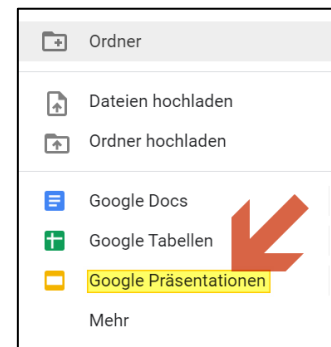 Ordner
Dateien hochladen
Ordner hochladen
Google Docs
Google Tabellen
Google Präsentationen
Mehr